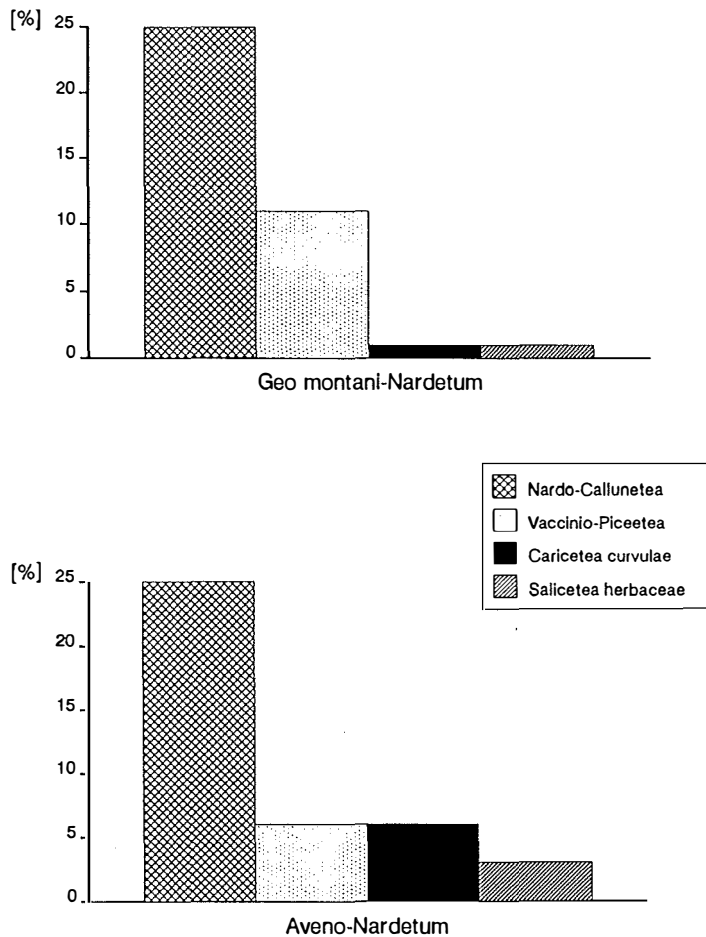 [%]
25
20
15
10
5
0
Geo montani-Nardetum
Nardo-Callunetea
Vaccinio-Piceetea
Caricetea curvulae
Salicetea herbaceae
[%]
25
20
15
10
5
0
Aveno-Nardetum